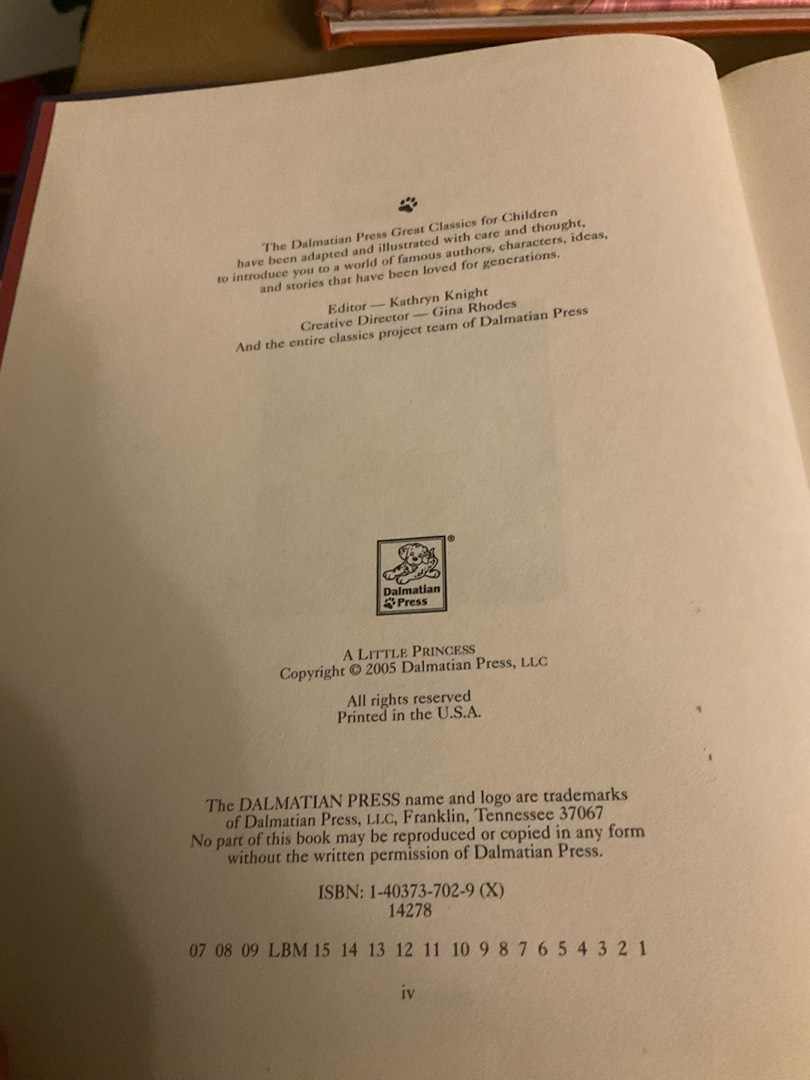 The Dalmatian Press Great Classics for Children
have been adapted and illustrated with care and thought,
to introduce you to a world of famous authors, characters, ideas,
and stories that have been loved for generations.
Editor — Kathryn Knight
Creative Director — Gina Rhodes
And the entire classics project team of Dalmatian Press
®
Dalmatian
Press
A LITTLE PRINCESS
Copyright © 2005 Dalmatian Press, LLC
All rights reserved
Printed in the U.S.A.
The DALMATIAN PRESS name and logo are trademarks
of Dalmatian Press, LLC, Franklin, Tennessee 37067
No part of this book may be reproduced or copied in any form
without the written permission of Dalmatian Press.
ISBN: 1-40373-702-9 (X)
14278
07 08 09 LBM 15 14 13 12 11 10 9 8 7 6 5 4 3 2 1
iv